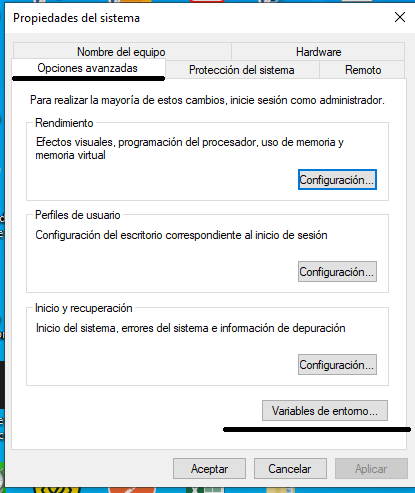 Propiedades del sistema
Nombre del equipo
Hardware
Opciones avanzadas
Protección del sistema
Remoto
Para realizar la mayoría de estos cambios, inicie sesión como administrador.
Rendimiento
Efectos visuales, programación del procesador, uso de memoria y
memoria virtual
Configuración...
Perfiles de usuario
Configuración del escritorio correspondiente al inicio de sesión
Configuración...
Inicio y recuperación
Inicio del sistema, errores del sistema e información de depuración
Configuración...
Variables de entorno...
Aceptar
Cancelar
Aplicar